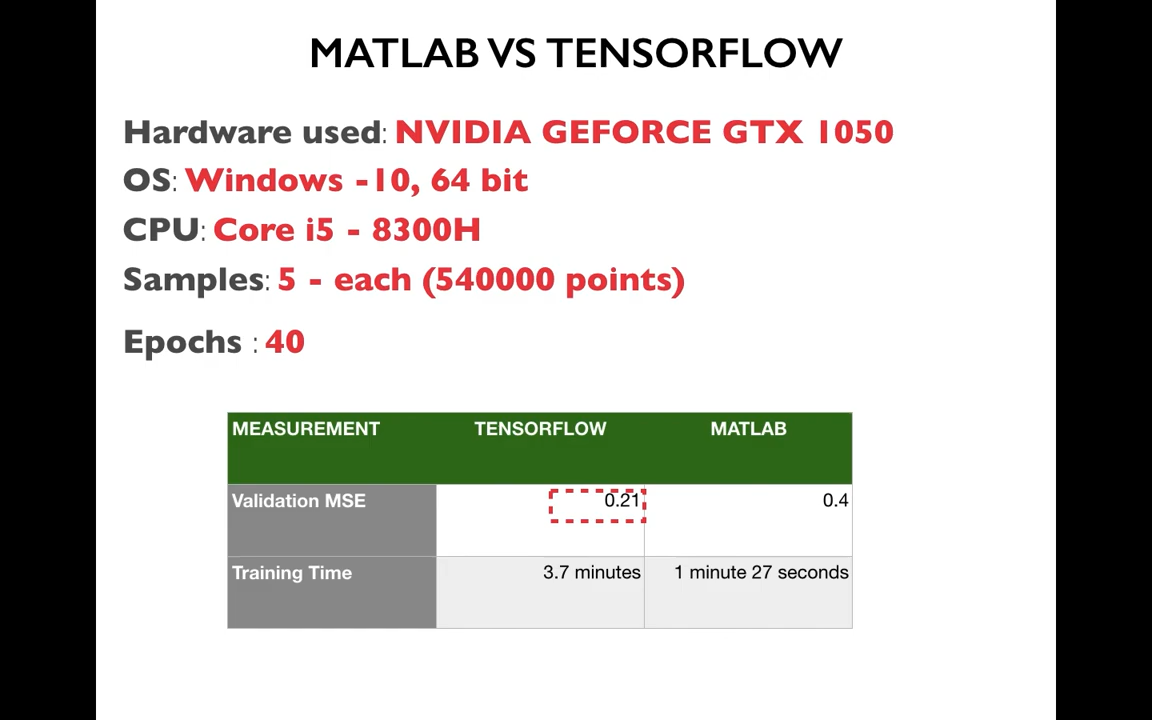 MATLAB VS TENSORFLOW
Hardware used: NVIDIA GEFORCE GTX 1050
OS: Windows -10, 64 bit
CPU: Core i5 - 8300H
Samples: 5 - each (540000 points)
Epochs : 40
MEASUREMENT TENSORFLOW MATLAB
Validation MSE 0.21 0.4
Training Time 3.7 minutes 1 minute 27 seconds